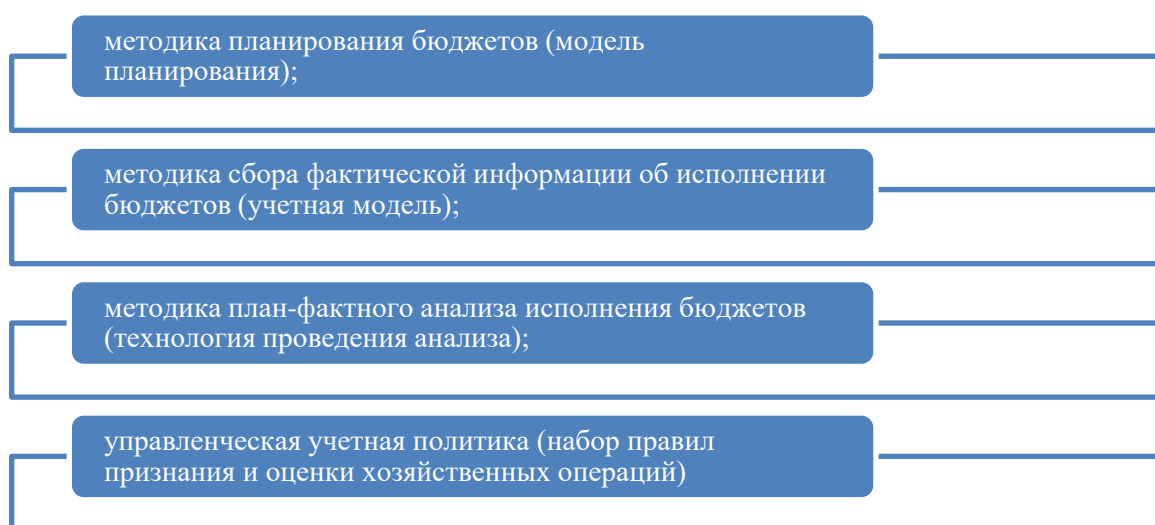 методика планирования бюджетов (модель
планирования);
методика сбора фактической информации об исполнении
бюджетов (учетная модель);
методика план-фактного анализа исполнения бюджетов
(технология проведения анализа);
управленческая учетная политика (набор правил
признания и оценки хозяйственных операций)